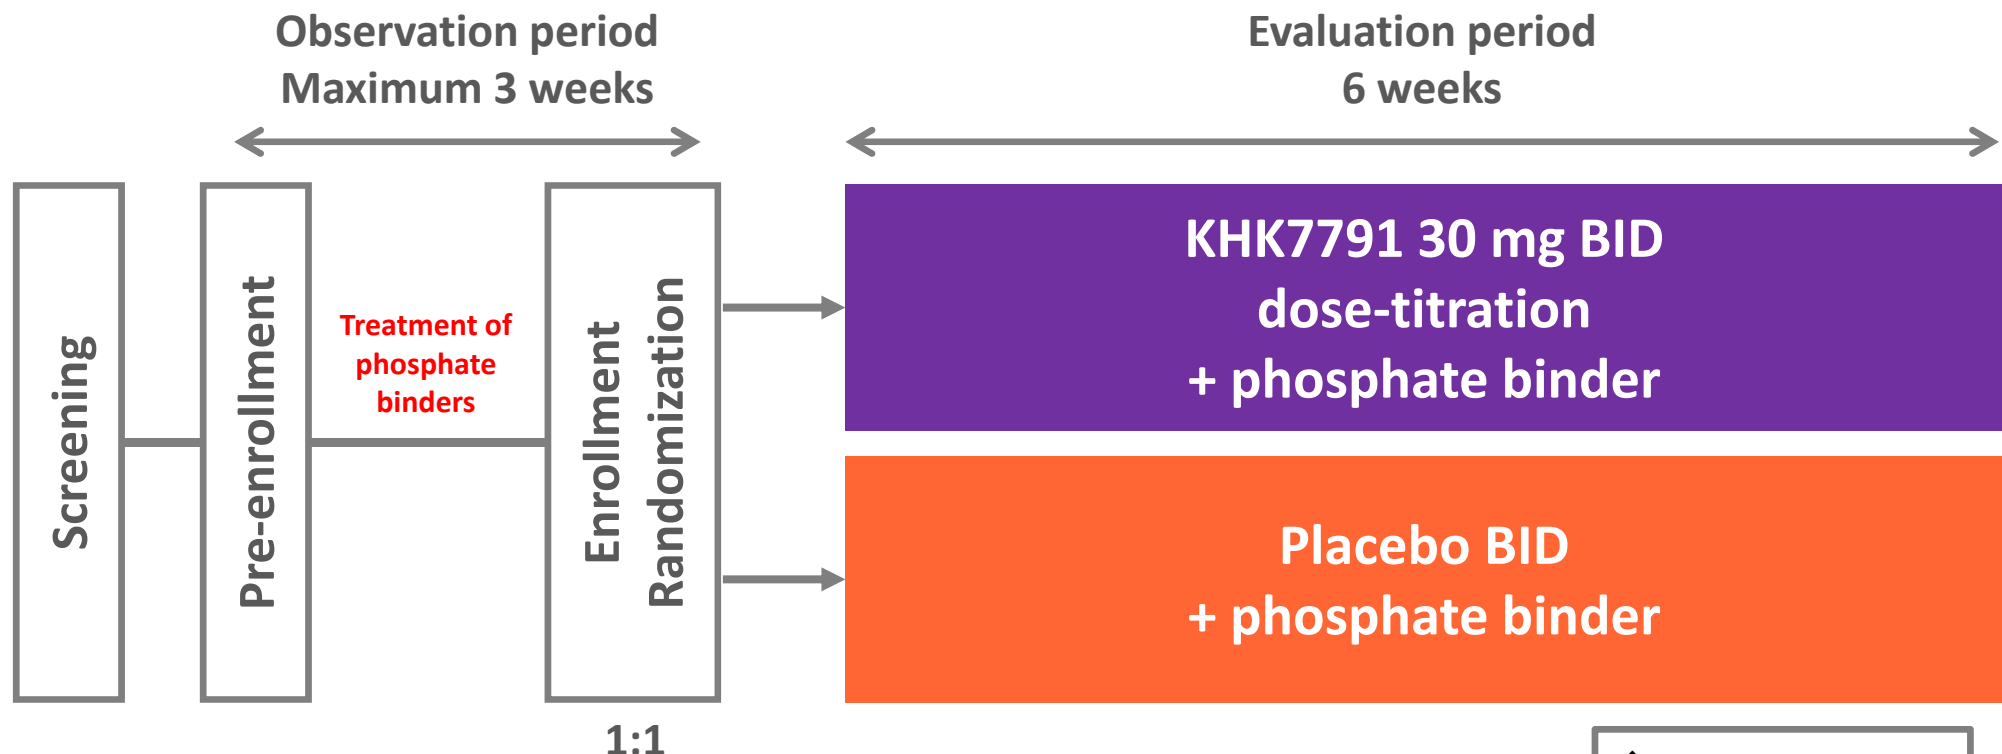 Observation period
Maximum 3 weeks
Evaluation period
6 weeks
Screening
Pre-enrollment
Treatment of
phosphate
binders
Enrollment
Randomization
KHK7791 30 mg BID
dose-titration
+ phosphate binder
Placebo BID
+ phosphate binder
1:1